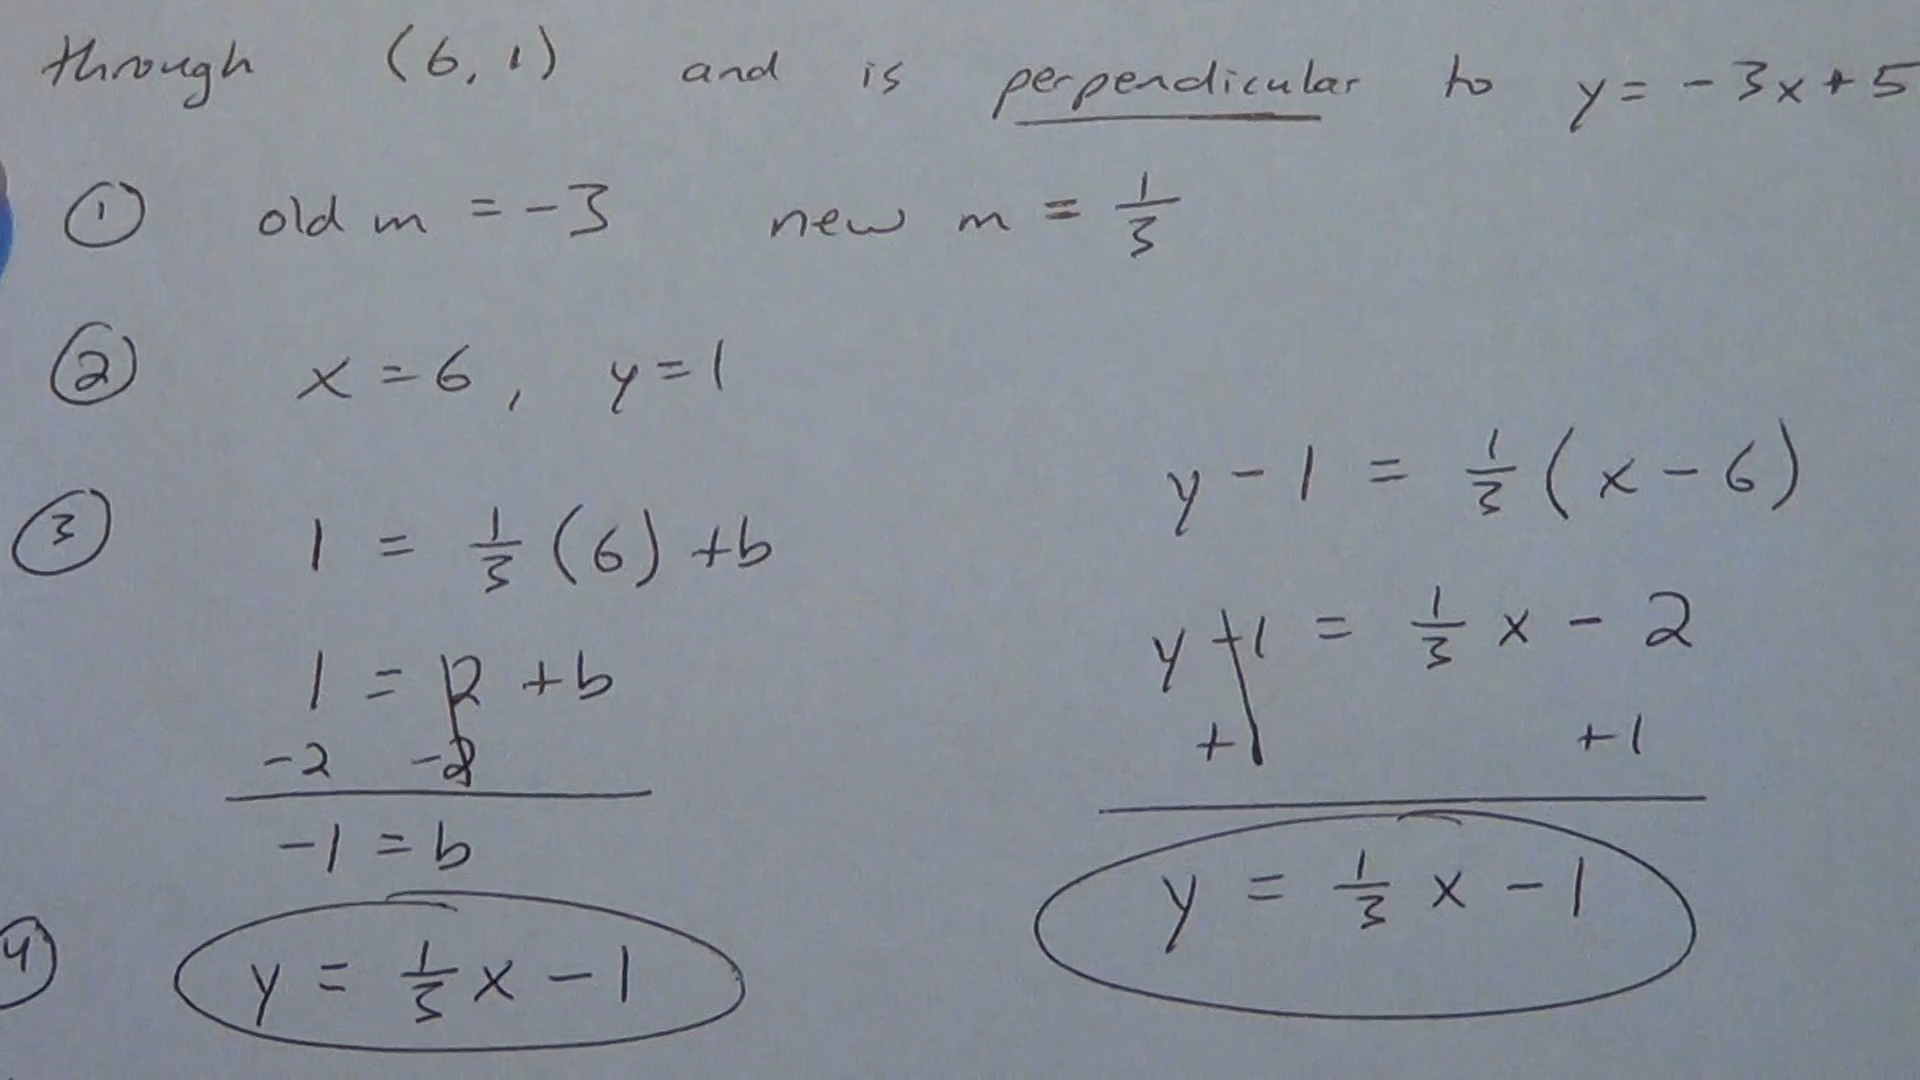 through (6, 1) and is perpendicular to y = -3x + 5
① old m = -3 new m = 1/3
② x = 6, y = 1
③ 1 = 1/3 (6) + b
1 = 2 + b
-2 -2
-1 = b
④ y = 1/3 x - 1
y - 1 = 1/3 (x - 6)
y - 1 = 1/3 x - 2
+1 +1
y = 1/3 x - 1